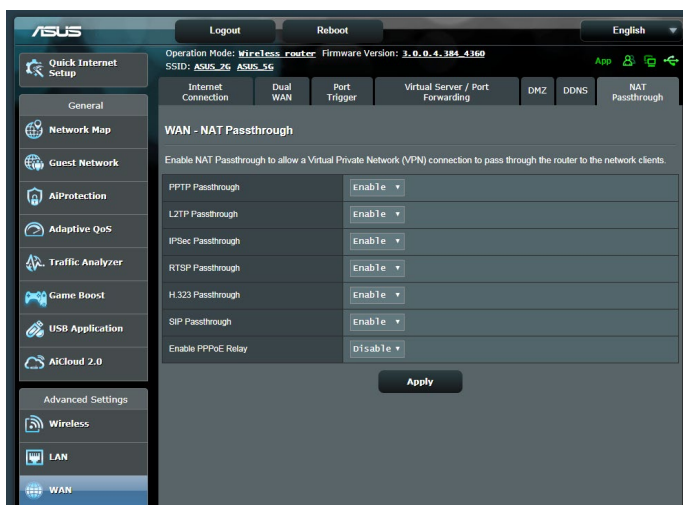 ASUS
Logout
Reboot
English
Operation Mode: Wireless router Firmware Version: 3.0.0.4.384_4360
SSID: ASUS_2G ASUS_5G
App
Quick Internet
Setup
General
Network Map
Guest Network
AiProtection
Adaptive QoS
Traffic Analyzer
Game Boost
USB Application
AiCloud 2.0
Advanced Settings
Wireless
LAN
WAN
Internet
Connection
Dual
WAN
Port
Trigger
Virtual Server / Port
Forwarding
DMZ
DDNS
NAT
Passthrough
WAN - NAT Passthrough
Enable NAT Passthrough to allow a Virtual Private Network (VPN) connection to pass through the router to the network clients.
PPTP Passthrough Enable
L2TP Passthrough Enable
IPSec Passthrough Enable
RTSP Passthrough Enable
H.323 Passthrough Enable
SIP Passthrough Enable
Enable PPPoE Relay Disable
Apply